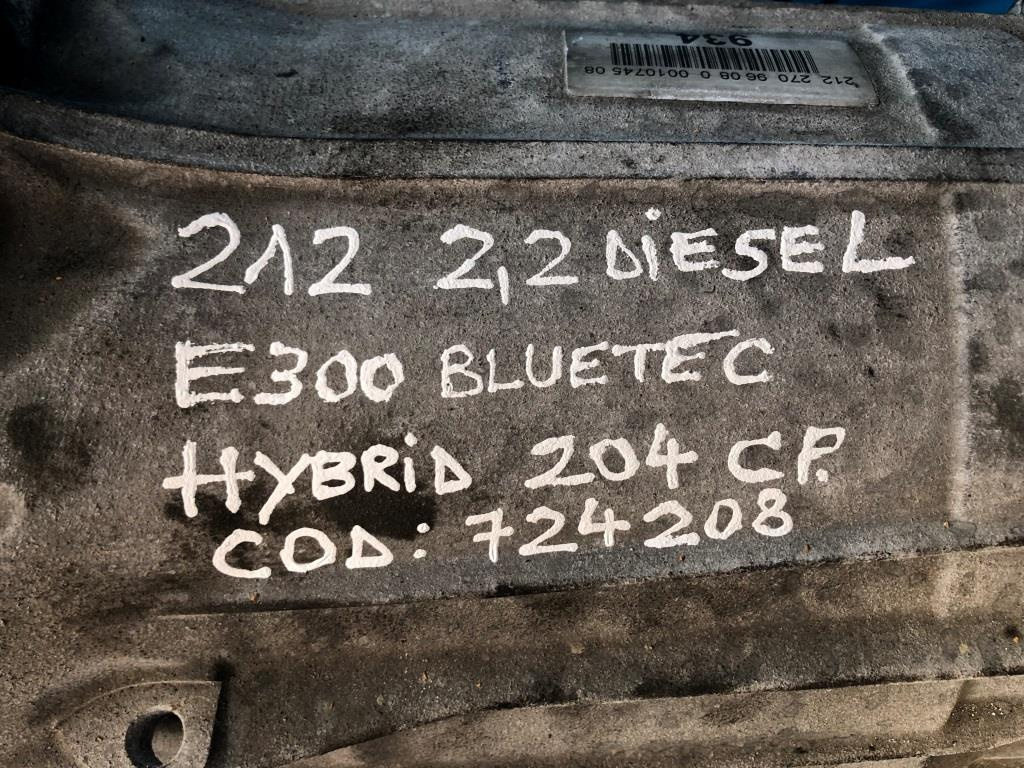 934
212 270 96 08 0 0010745 08
212 2,2 DiESEL
E300 BLUETEC
HYBRiD 204 CP.
COD: 724208